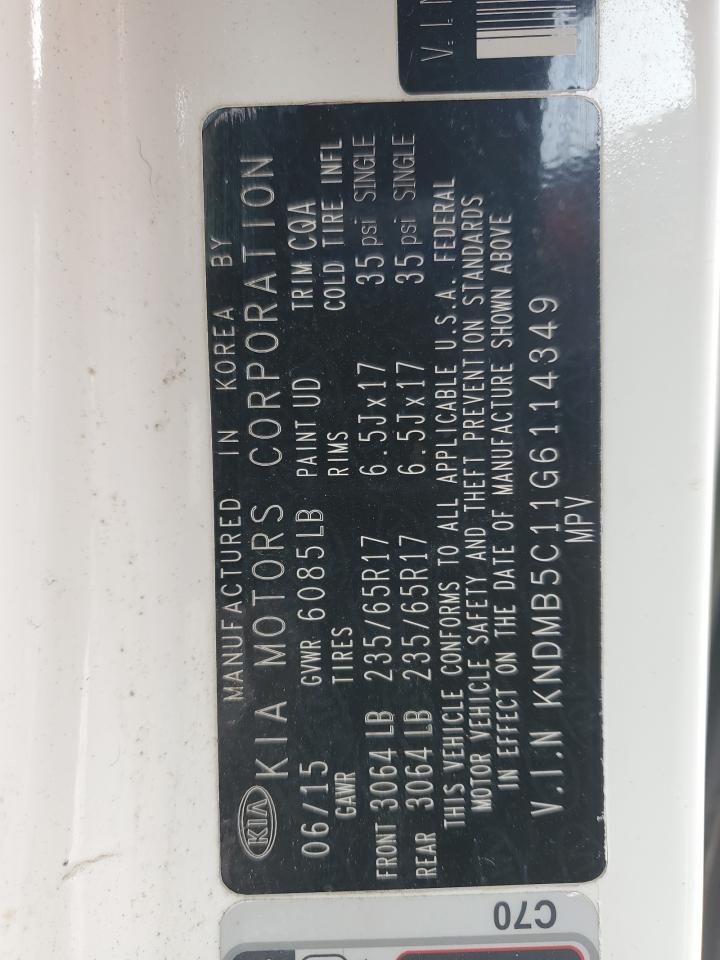 V.I.N
MANUFACTURED IN KOREA BY
KIA KIA MOTORS CORPORATION
06/15 GVWR 6085LB PAINT UD TRIM CQA
GAWR TIRES RIMS COLD TIRE INFL
FRONT 3064 LB 235/65R17 6.5Jx17 35 psi SINGLE
REAR 3064 LB 235/65R17 6.5Jx17 35 psi SINGLE
THIS VEHICLE CONFORMS TO ALL APPLICABLE U.S.A. FEDERAL
MOTOR VEHICLE SAFETY AND THEFT PREVENTION STANDARDS
IN EFFECT ON THE DATE OF MANUFACTURE SHOWN ABOVE
V.I.N KNDMB5C11G6114349
MPV
C70